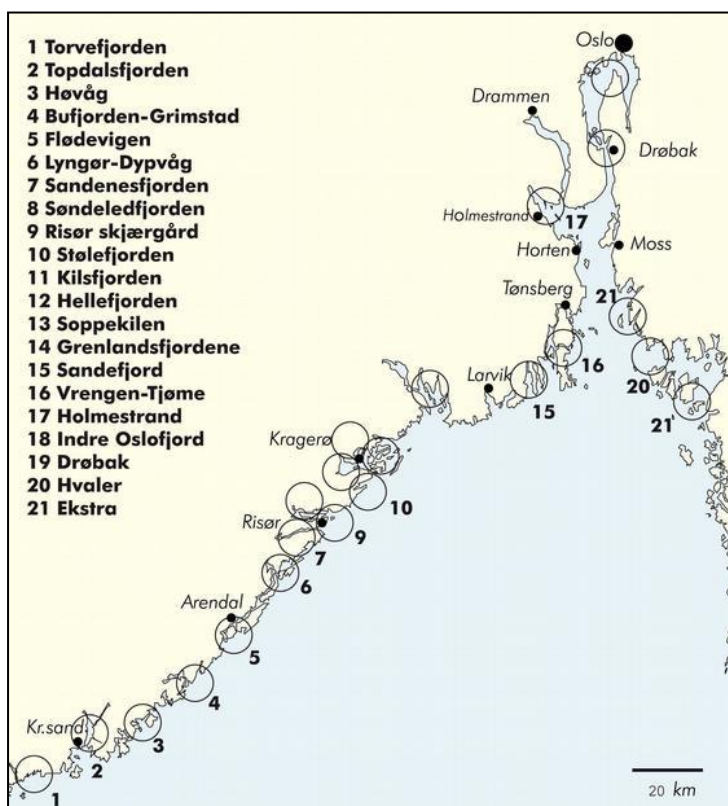 1 Torvefjorden
2 Topdalsfjorden
3 Høvåg
4 Bufjorden-Grimstad
5 Flødevigen
6 Lyngør-Dypvåg
7 Sandenesfjorden
8 Søndeledfjorden
9 Risør skjærgård
10 Stølefjorden
11 Kilsfjorden
12 Hellefjorden
13 Soppekilen
14 Grenlandsfjordene
15 Sandefjord
16 Vrengen-Tjøme
17 Holmestrand
18 Indre Oslofjord
19 Drøbak
20 Hvaler
21 Ekstra
Oslo
Drammen
Drøbak
Holmestrand
17
Horten
Moss
Tønsberg
21
16
20
Larvik
15
21
Kragerø
10
Risør
9
7
6
Arendal
5
4
Kr.sand
3
2
1
20 km